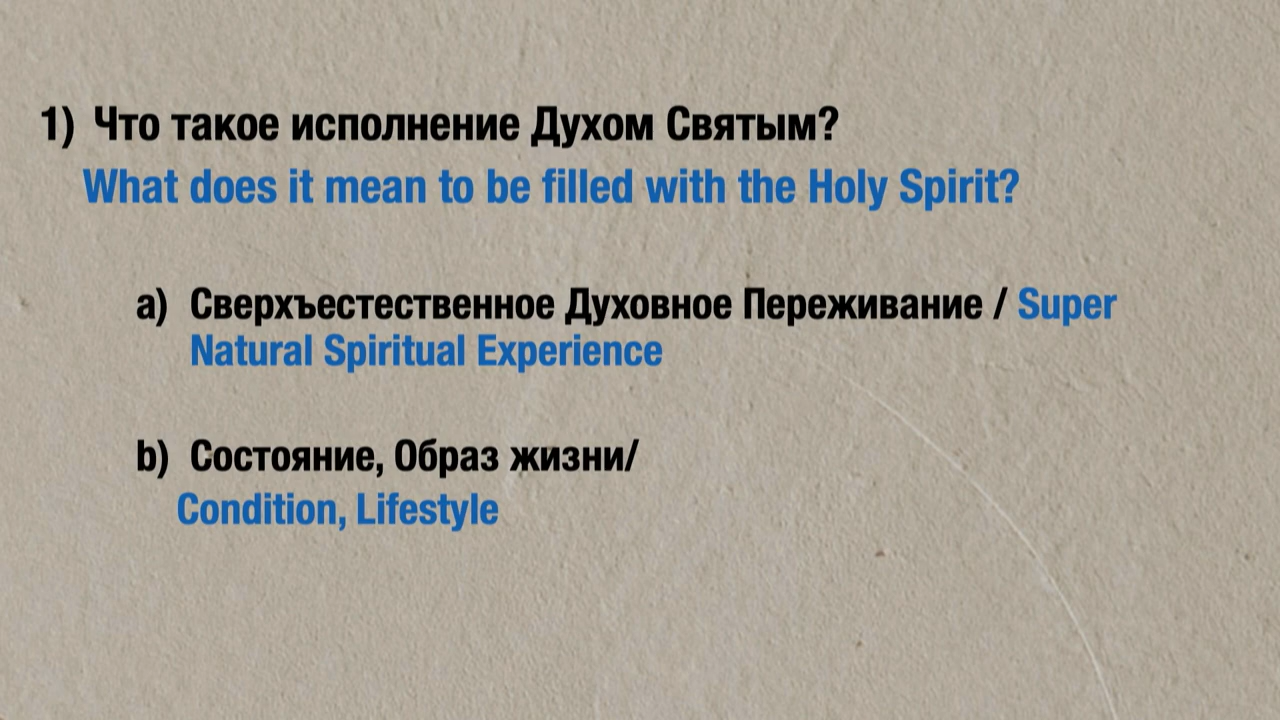 1) Что такое исполнение Духом Святым?
What does it mean to be filled with the Holy Spirit?
a) Сверхъестественное Духовное Переживание / Super
Natural Spiritual Experience
b) Состояние, Образ жизни/
Condition, Lifestyle